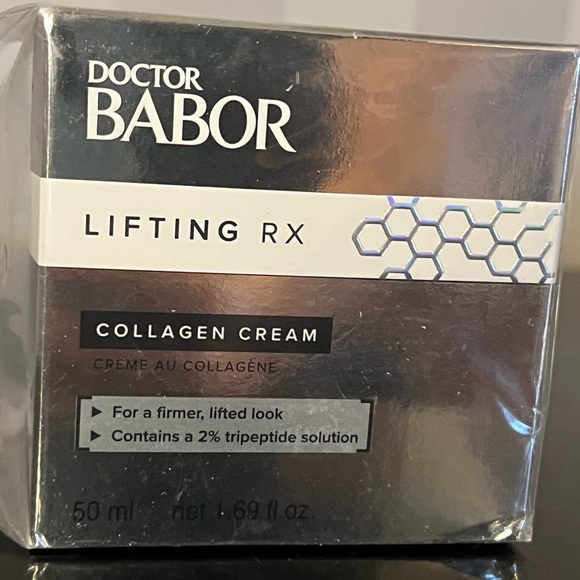 DOCTOR
BABOR
LIFTING RX
COLLAGEN CREAM
CRÈME AU COLLAGÈNE
▶ For a firmer, lifted look
▶ Contains a 2% tripeptide solution
50 ml net 1.69 fl oz.